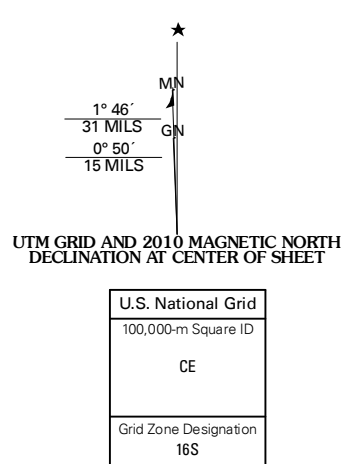 MN
1° 46´
31 MILS
GN
0° 50´
15 MILS
UTM GRID AND 2010 MAGNETIC NORTH
DECLINATION AT CENTER OF SHEET
U.S. National Grid
100,000-m Square ID
CE
Grid Zone Designation
16S